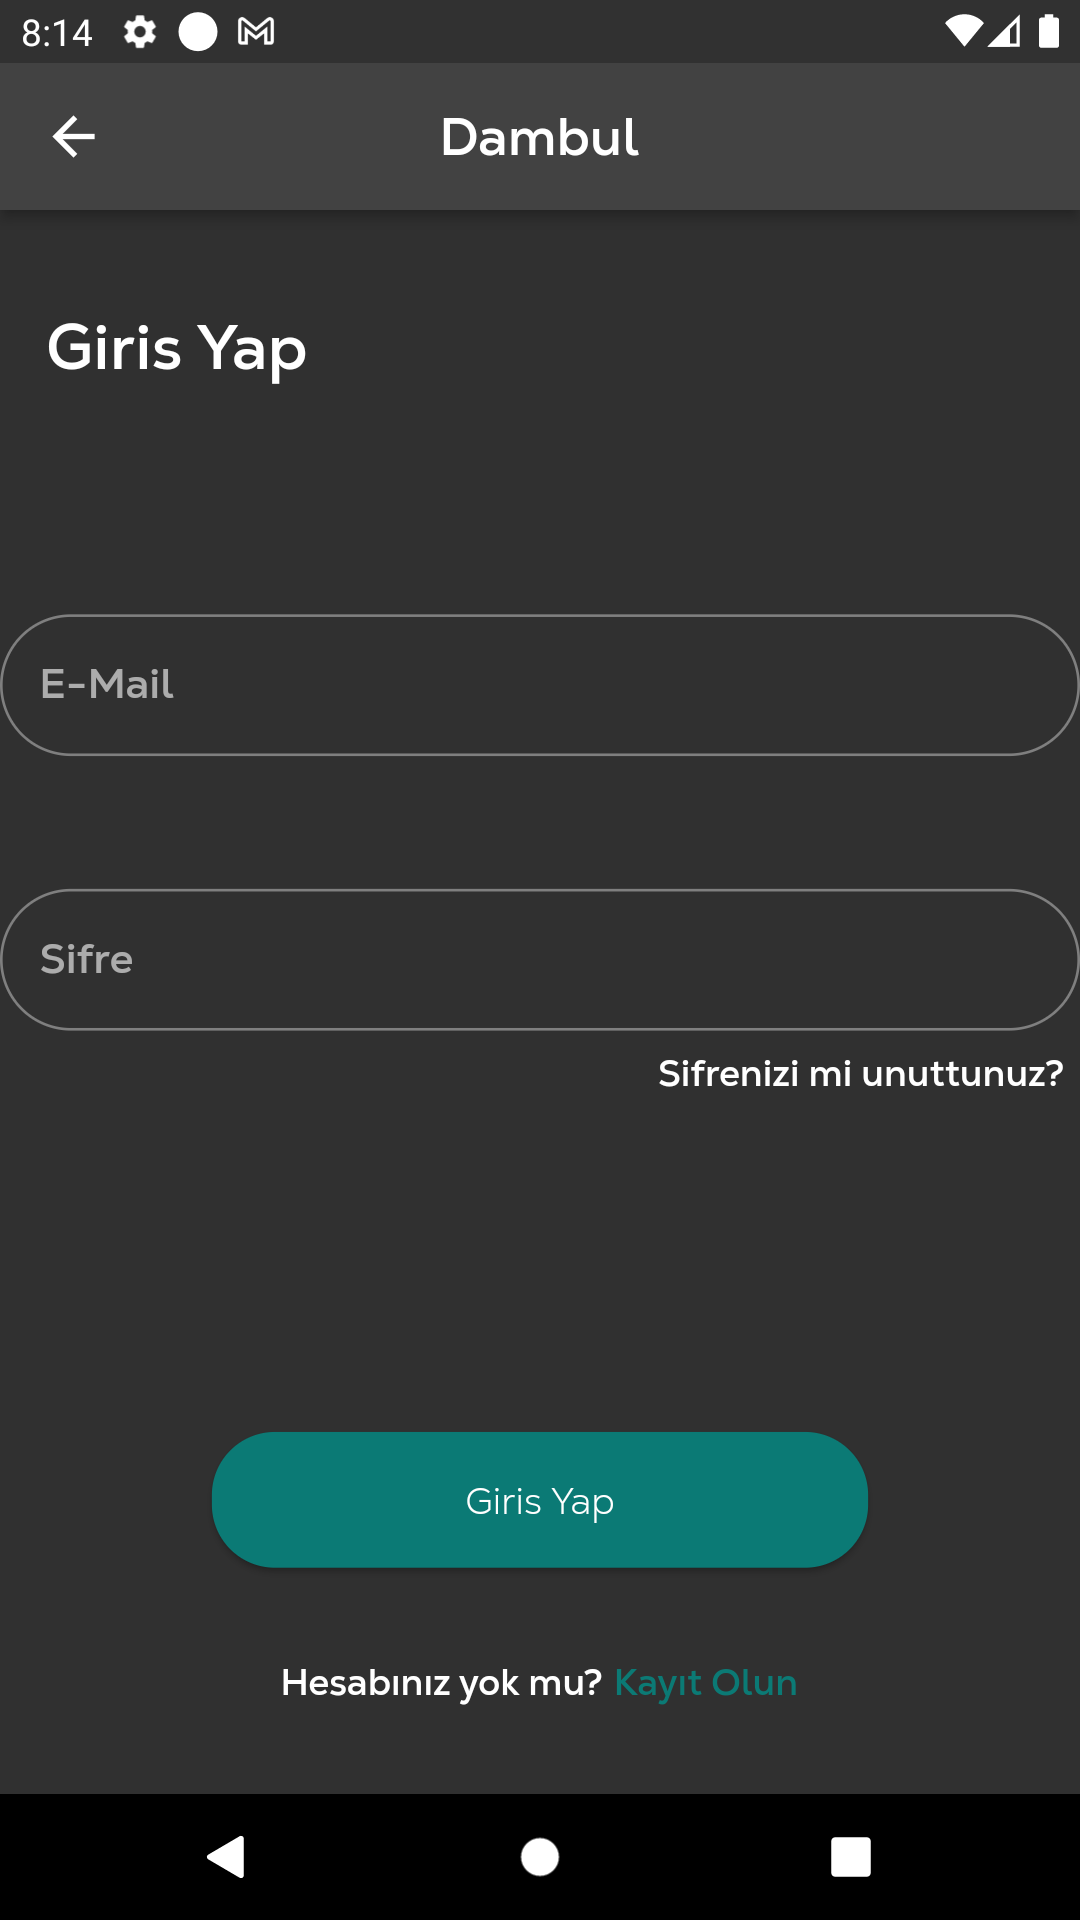 8:14
Dambul
Giris Yap
E-Mail
Sifre
Sifrenizi mi unuttunuz?
Giris Yap
Hesabınız yok mu? Kayıt Olun